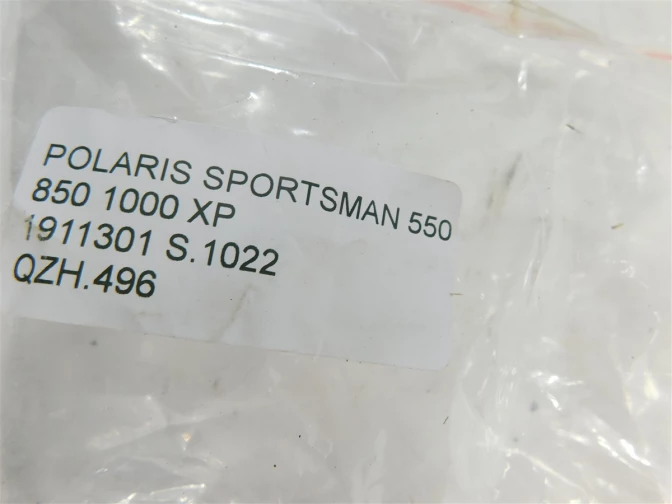 POLARIS SPORTSMAN 550
850 1000 XP
1911301 S.1022
QZH.496